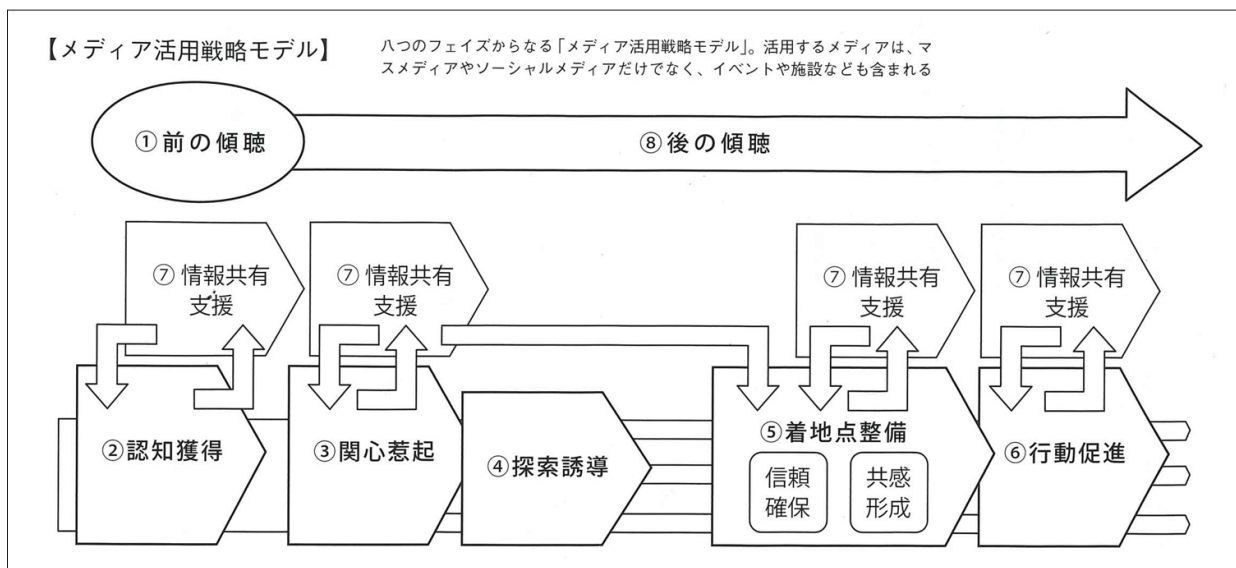 【メディア活用戦略モデル】
八つのフェイズからなる「メディア活用戦略モデル」。活用するメディアは、マ
スメディアやソーシャルメディアだけでなく、イベントや施設なども含まれる
①前の傾聴
⑧後の傾聴
⑦ 情報共有
支援
⑦ 情報共有
支援
⑦ 情報共有
支援
⑦ 情報共有
支援
②認知獲得
③関心惹起
④探索誘導
⑤着地点整備
信頼
確保
共感
形成
⑥行動促進